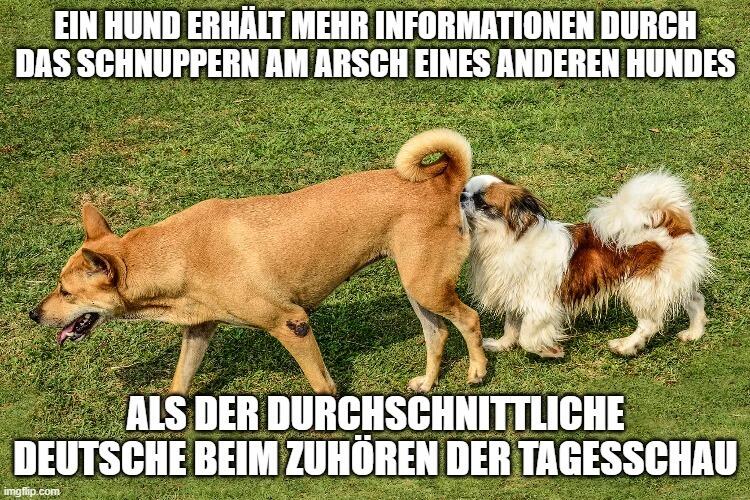 EIN HUND ERHÄLT MEHR INFORMATIONEN DURCH
DAS SCHNUPPERN AM ARSCH EINES ANDEREN HUNDES
ALS DER DURCHSCHNITTLICHE
DEUTSCHE BEIM ZUHÖREN DER TAGESSCHAU
imgflip.com